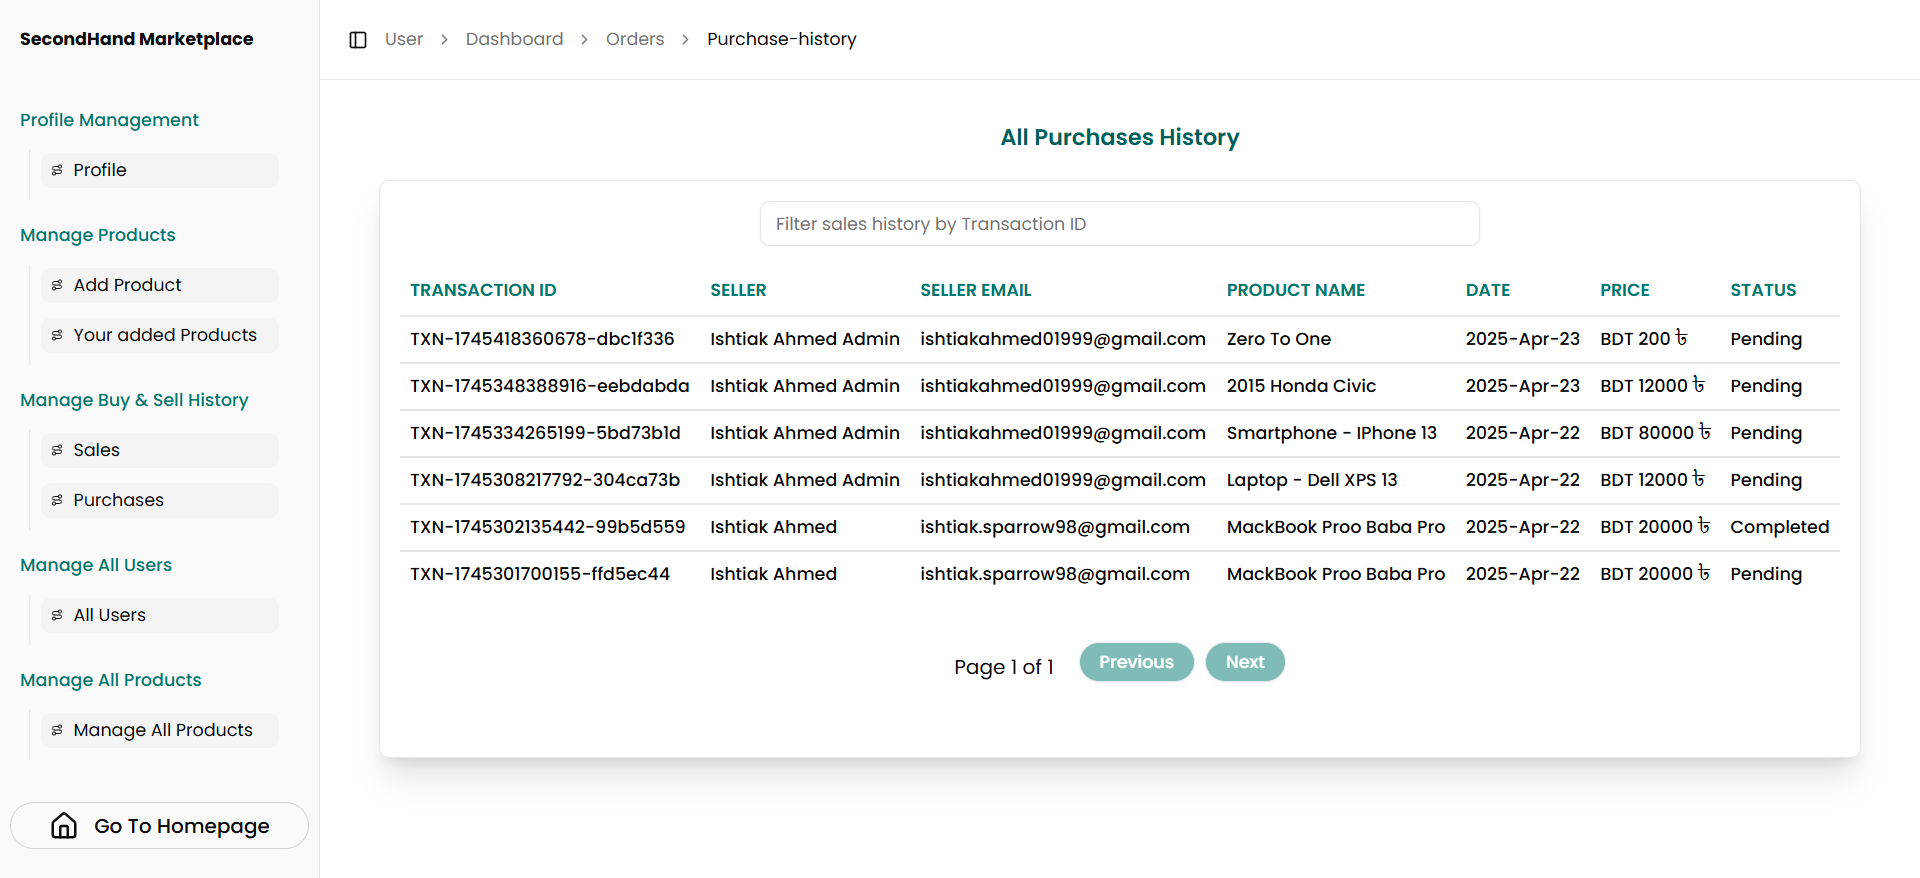 SecondHand Marketplace
User > Dashboard > Orders > Purchase-history
Profile Management
Profile
Manage Products
Add Product
Your added Products
Manage Buy & Sell History
Sales
Purchases
Manage All Users
All Users
Manage All Products
Manage All Products
Go To Homepage
All Purchases History
Filter sales history by Transaction ID
TRANSACTION ID SELLER SELLER EMAIL PRODUCT NAME DATE PRICE STATUS
TXN-1745418360678-dbc1f336 Ishtiak Ahmed Admin ishtiakahmed01999@gmail.com Zero To One 2025-Apr-23 BDT 200 ৳ Pending
TXN-1745348388916-eebdabda Ishtiak Ahmed Admin ishtiakahmed01999@gmail.com 2015 Honda Civic 2025-Apr-23 BDT 12000 ৳ Pending
TXN-1745334265199-5bd73b1d Ishtiak Ahmed Admin ishtiakahmed01999@gmail.com Smartphone - IPhone 13 2025-Apr-22 BDT 80000 ৳ Pending
TXN-1745308217792-304ca73b Ishtiak Ahmed Admin ishtiakahmed01999@gmail.com Laptop - Dell XPS 13 2025-Apr-22 BDT 12000 ৳ Pending
TXN-1745302135442-99b5d559 Ishtiak Ahmed ishtiak.sparrow98@gmail.com MackBook Proo Baba Pro 2025-Apr-22 BDT 20000 ৳ Completed
TXN-1745301700155-ffd5ec44 Ishtiak Ahmed ishtiak.sparrow98@gmail.com MackBook Proo Baba Pro 2025-Apr-22 BDT 20000 ৳ Pending
Page 1 of 1 Previous Next